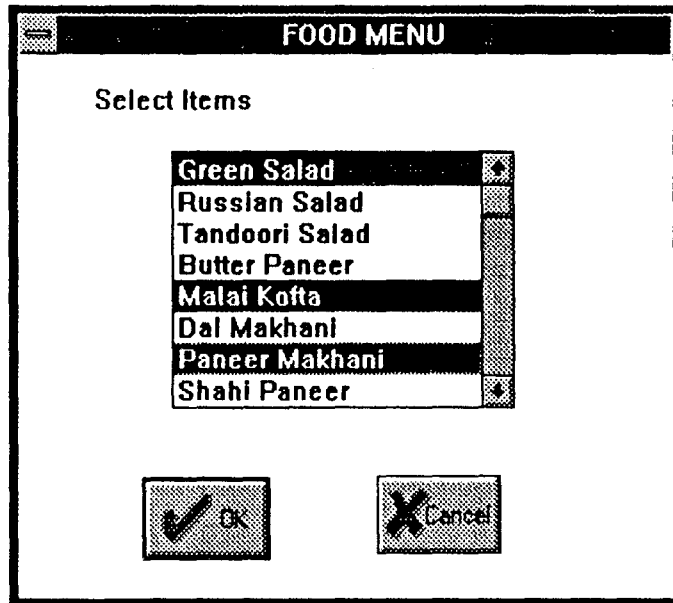 FOOD MENU
Select Items
Green Salad
Russian Salad
Tandoori Salad
Butter Paneer
Malai Kofta
Dal Makhani
Paneer Makhani
Shahi Paneer
OK
Cancel